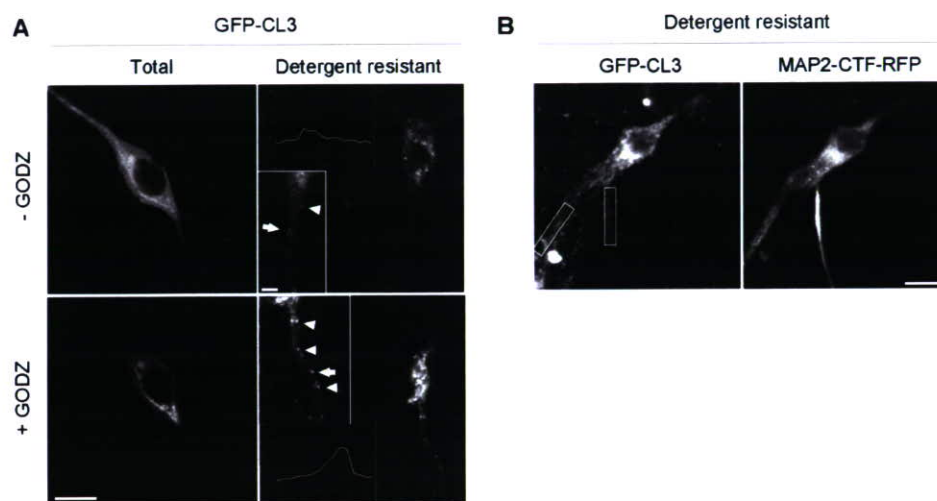 A
GFP-CL3
Total
Detergent resistant
- GODZ
+ GODZ
B
Detergent resistant
GFP-CL3
MAP2-CTF-RFP